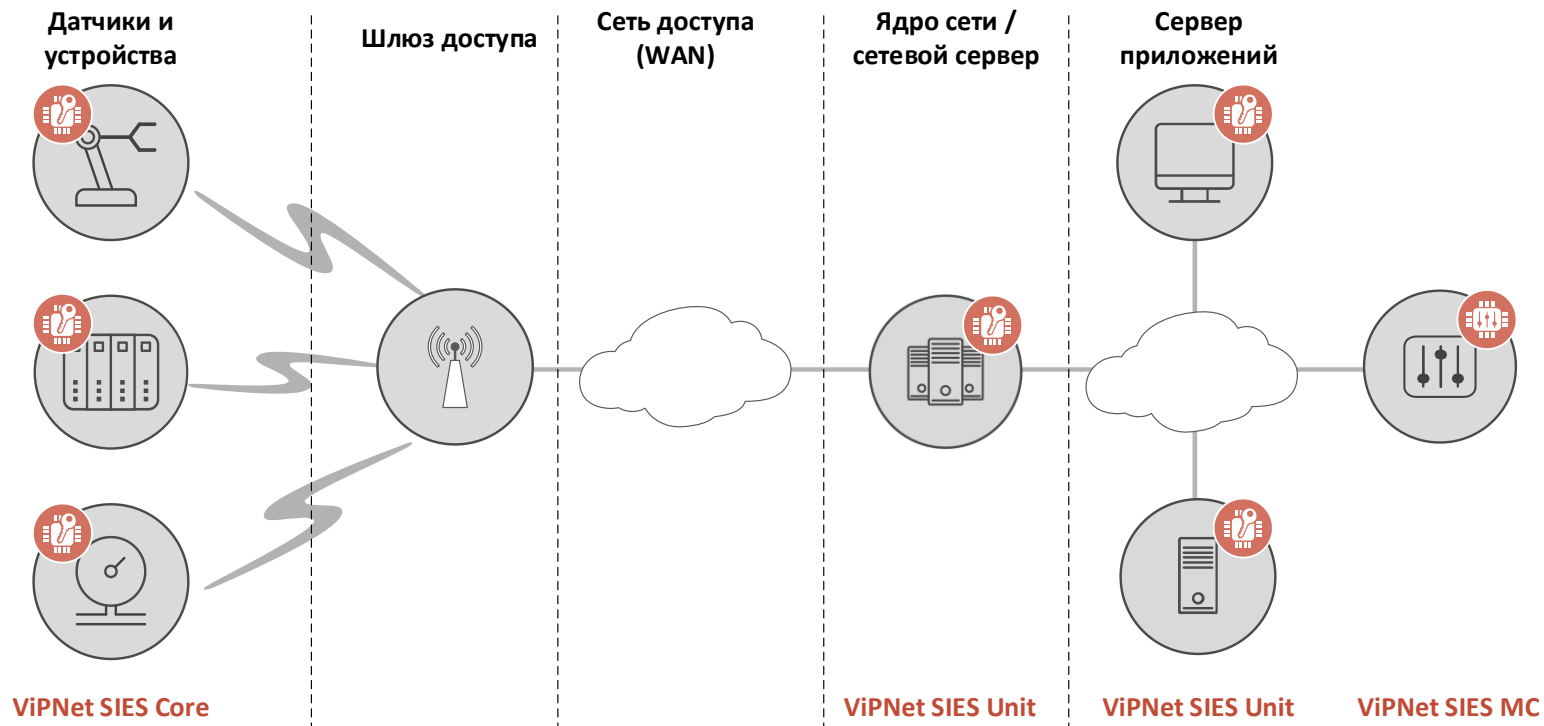 Датчики и
устройства
Шлюз доступа
Сеть доступа
(WAN)
Ядро сети /
сетевой сервер
Сервер
приложений
ViPNet SIES Core
ViPNet SIES Unit
ViPNet SIES Unit
ViPNet SIES MC